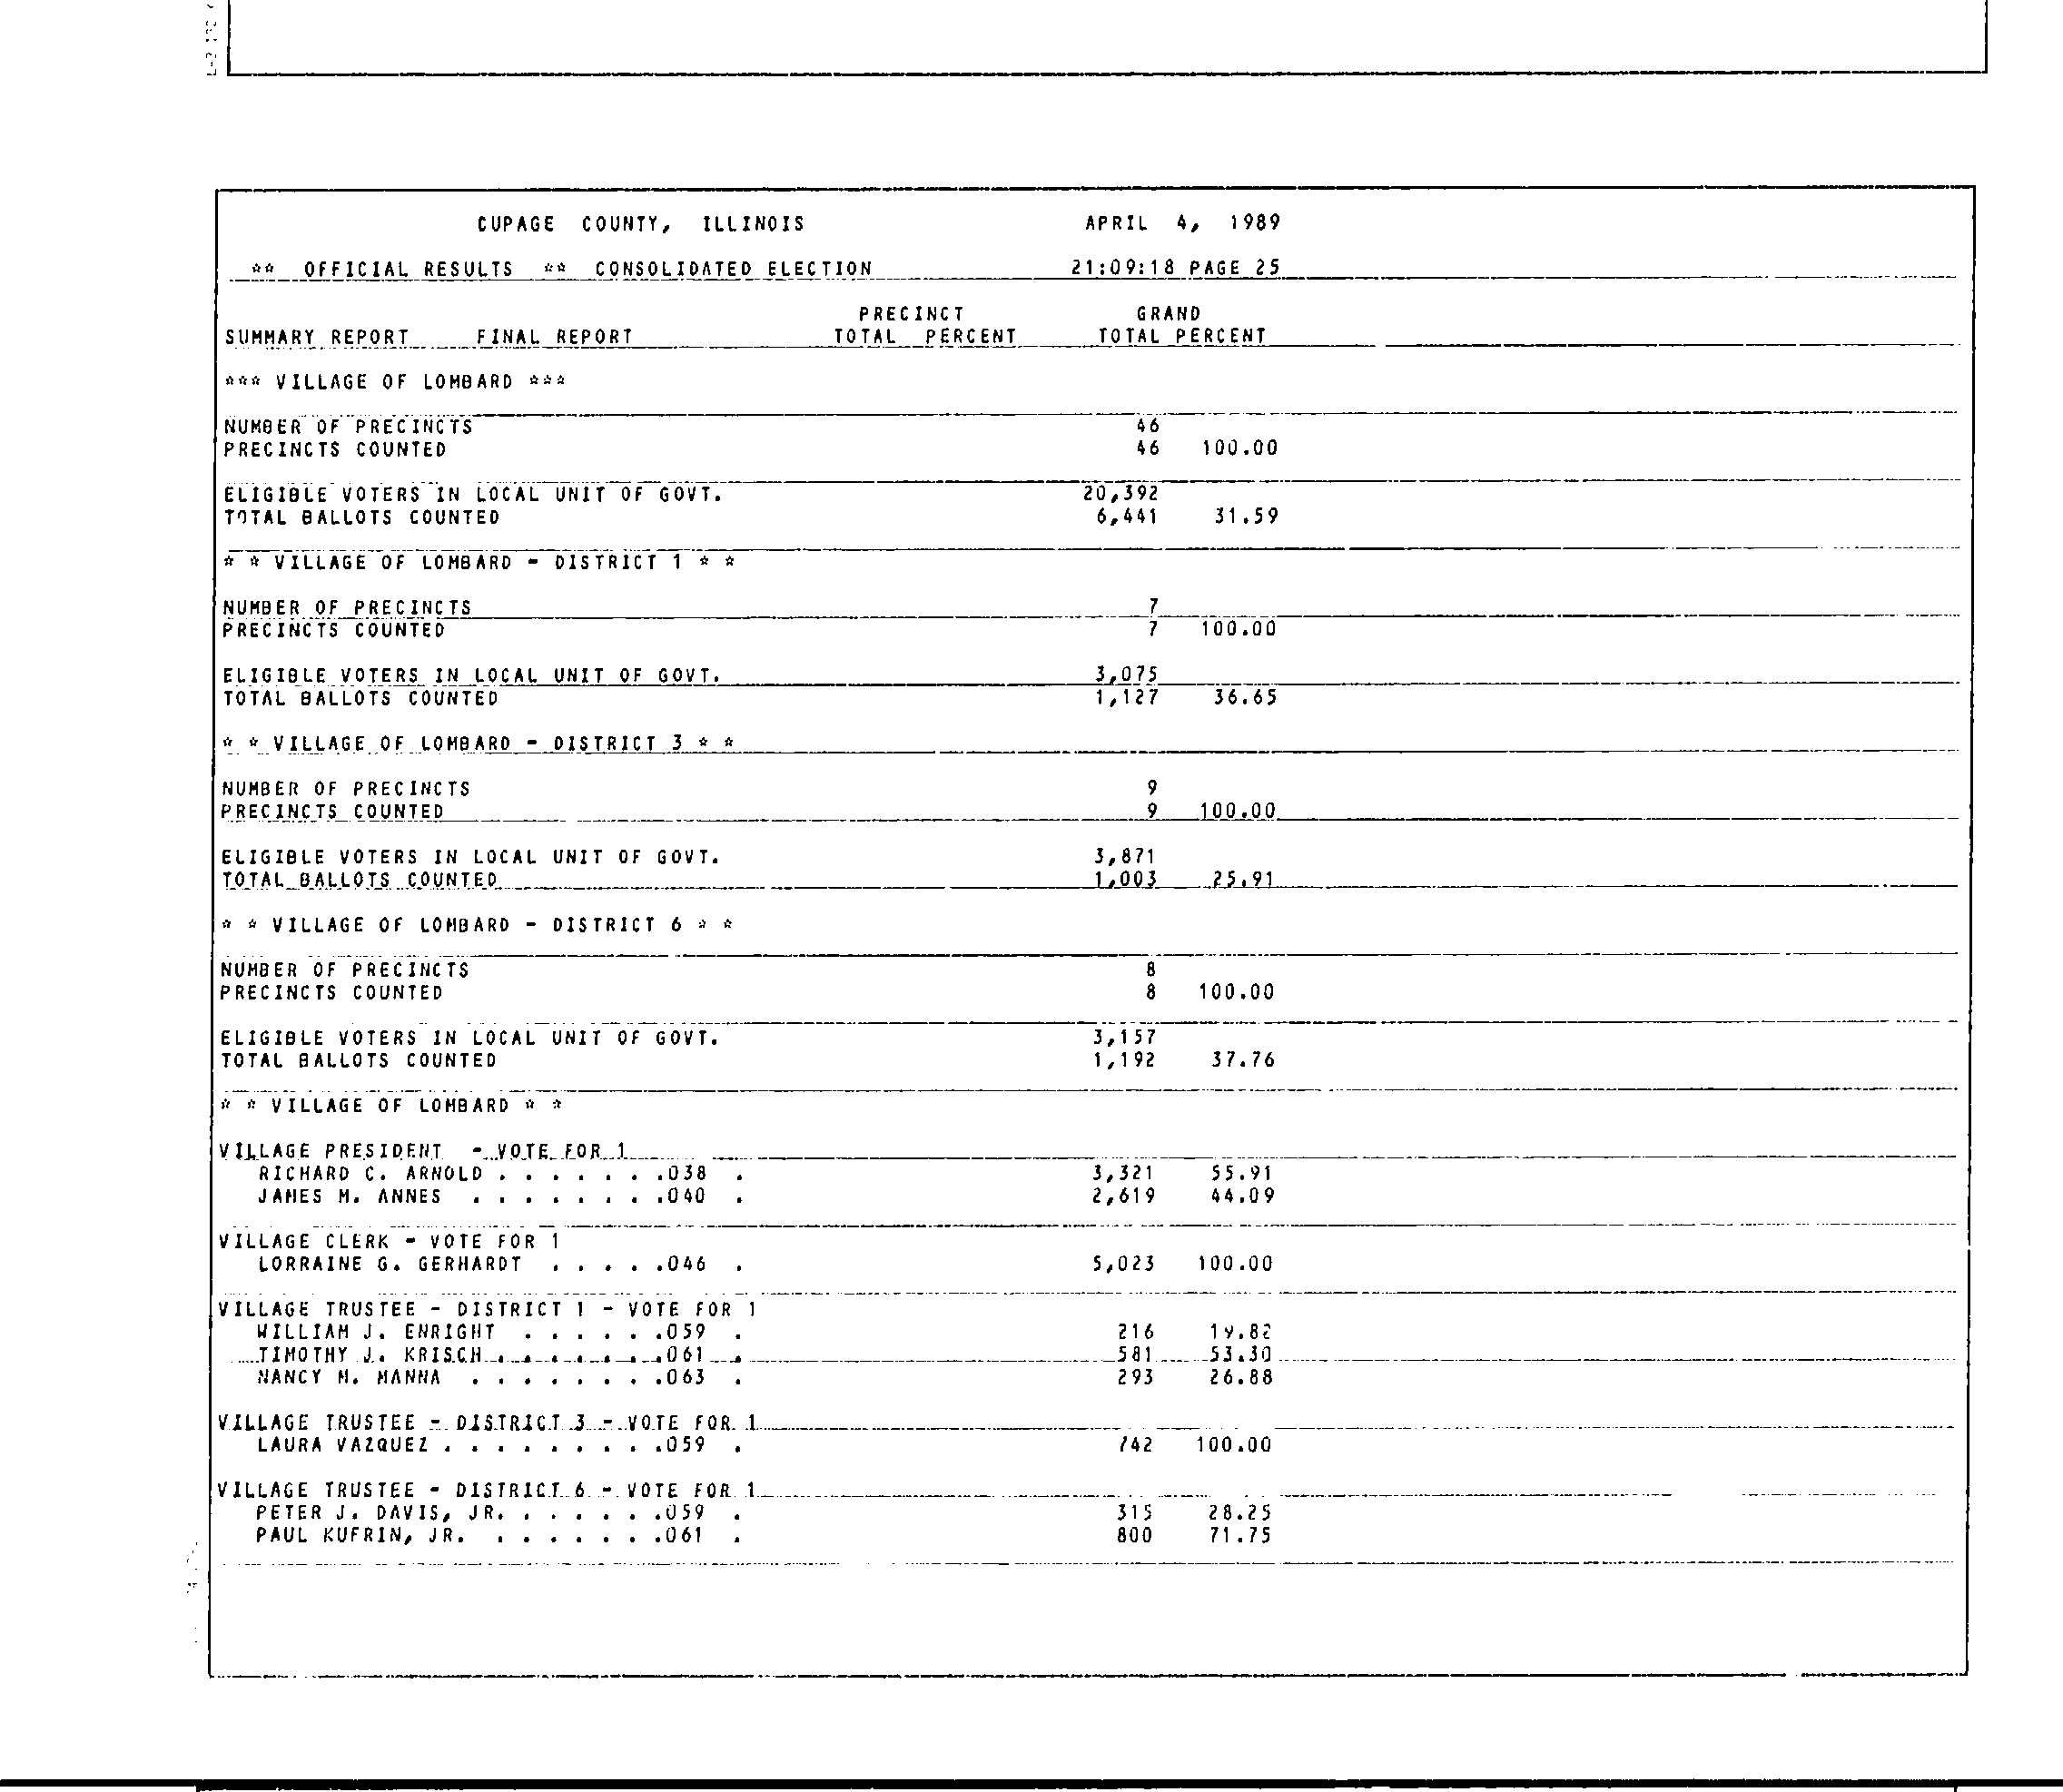 CUPAGE COUNTY, ILLINOIS APRIL 4, 1989
** OFFICIAL RESULTS ** CONSOLIDATED ELECTION 21:09:18 PAGE 25
PRECINCT GRAND
SUMMARY REPORT FINAL REPORT TOTAL PERCENT TOTAL PERCENT
*** VILLAGE OF LOMBARD ***
NUMBER OF PRECINCTS 46
PRECINCTS COUNTED 46 100.00
ELIGIBLE VOTERS IN LOCAL UNIT OF GOVT. 20,392
TOTAL BALLOTS COUNTED 6,441 31.59
* * VILLAGE OF LOMBARD - DISTRICT 1 * *
NUMBER OF PRECINCTS 7
PRECINCTS COUNTED 7 100.00
ELIGIBLE VOTERS IN LOCAL UNIT OF GOVT. 3,075
TOTAL BALLOTS COUNTED 1,127 36.65
* * VILLAGE OF LOMBARD - DISTRICT 3 * *
NUMBER OF PRECINCTS 9
PRECINCTS COUNTED 9 100.00
ELIGIBLE VOTERS IN LOCAL UNIT OF GOVT. 3,871
TOTAL BALLOTS COUNTED 1,003 25.91
* * VILLAGE OF LOMBARD - DISTRICT 6 * *
NUMBER OF PRECINCTS 8
PRECINCTS COUNTED 8 100.00
ELIGIBLE VOTERS IN LOCAL UNIT OF GOVT. 3,157
TOTAL BALLOTS COUNTED 1,192 37.76
* * VILLAGE OF LOMBARD * *
VILLAGE PRESIDENT - VOTE FOR 1
RICHARD C. ARNOLD . . . . . . .038 . 3,321 55.91
JAMES M. ANNES . . . . . . . .040 . 2,619 44.09
VILLAGE CLERK - VOTE FOR 1
LORRAINE G. GERHARDT . . . . .046 . 5,023 100.00
VILLAGE TRUSTEE - DISTRICT 1 - VOTE FOR 1
WILLIAM J. ENRIGHT . . . . . .059 . 216 19.82
TIMOTHY J. KRISCH . . . . . . .061 . 581 53.30
NANCY M. MANNA . . . . . . . .063 . 293 26.88
VILLAGE TRUSTEE - DISTRICT 3 - VOTE FOR 1
LAURA VAZQUEZ . . . . . . . . .059 . 742 100.00
VILLAGE TRUSTEE - DISTRICT 6 - VOTE FOR 1
PETER J. DAVIS, JR. . . . . . .059 . 315 28.25
PAUL KUFRIN, JR. . . . . . . .061 . 800 71.75